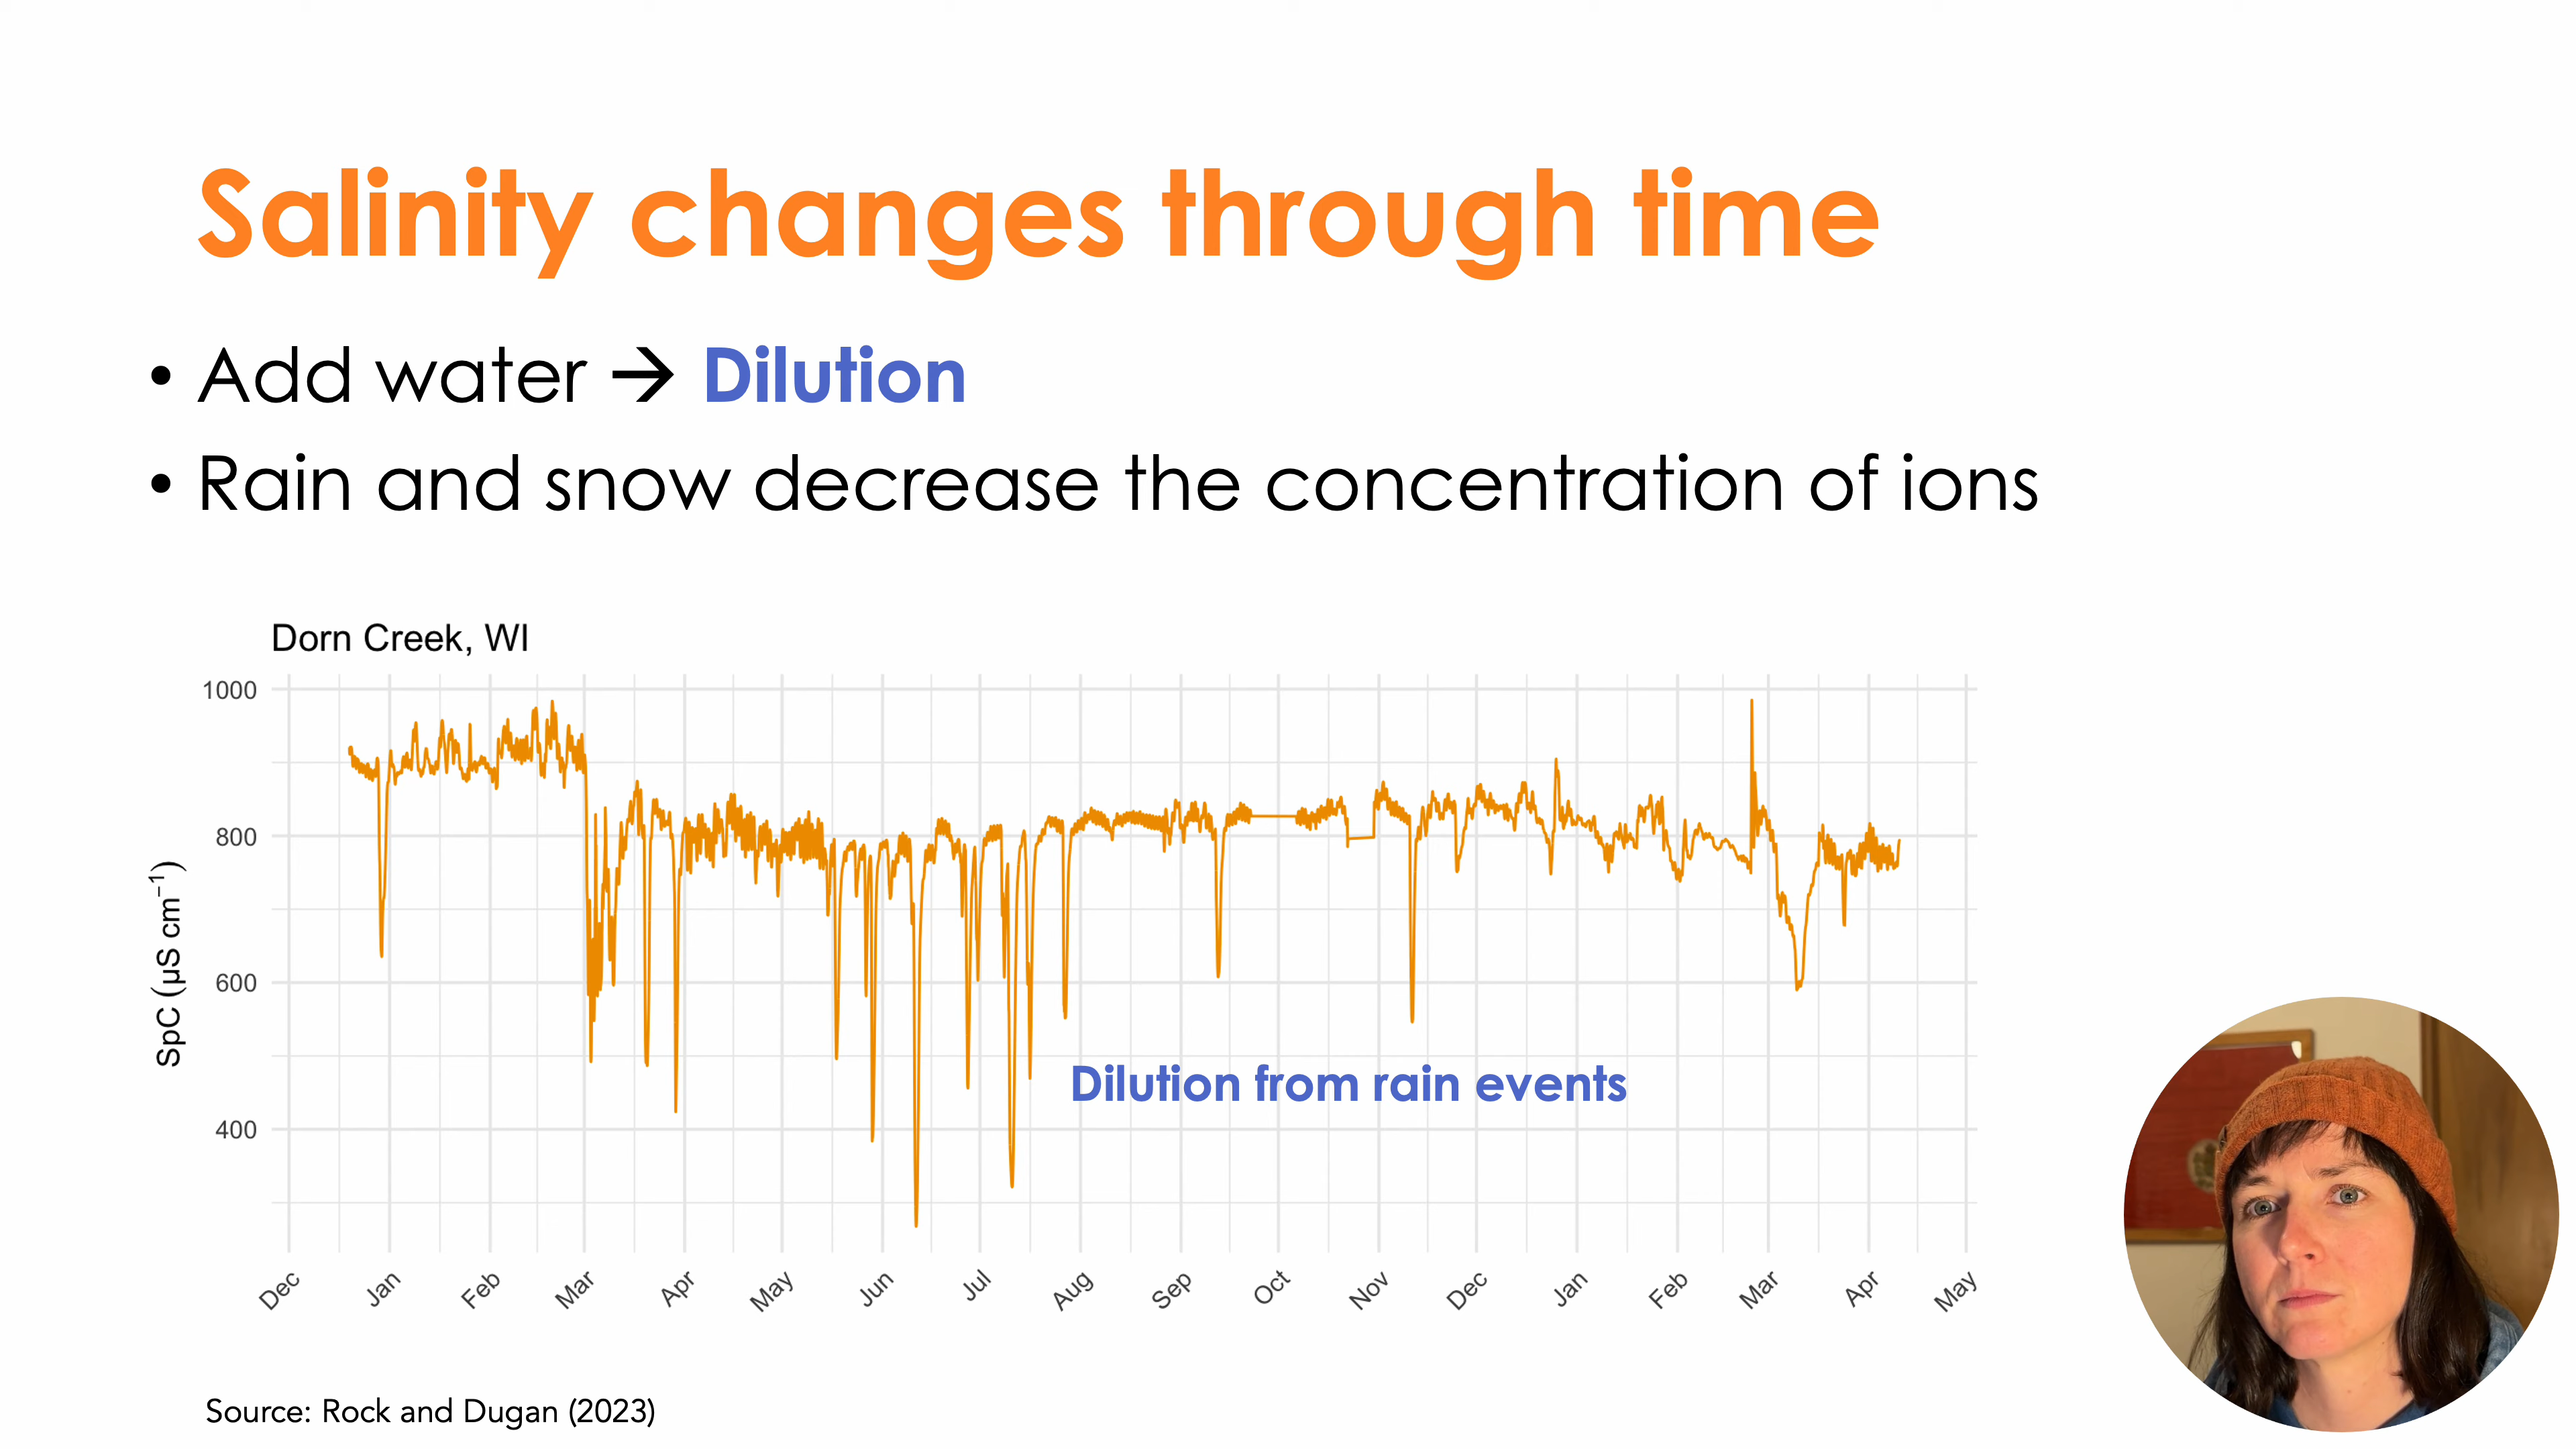 Salinity changes through time
• Add water → Dilution
• Rain and snow decrease the concentration of ions
Dorn Creek, WI
1000
800
600
400
SpC (µS cm⁻¹)
Dilution from rain events
Dec Jan Feb Mar Apr May Jun Jul Aug Sep Oct Nov Dec Jan Feb Mar Apr May
Source: Rock and Dugan (2023)